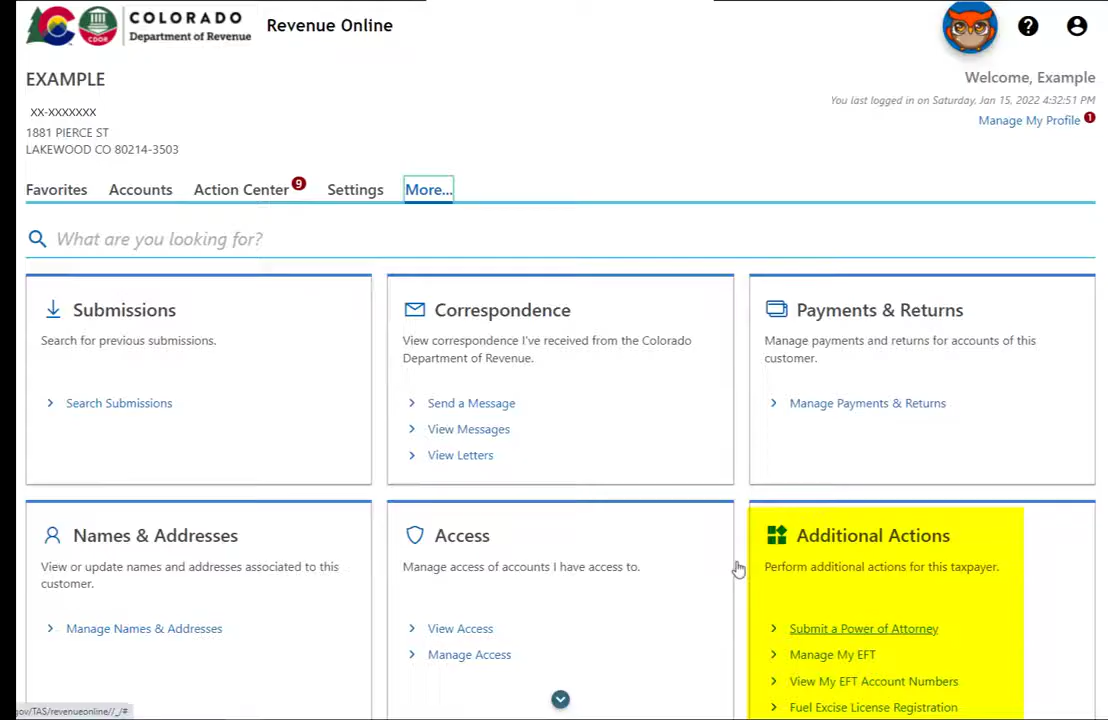 COLORADO
Department of Revenue
CDOR
Revenue Online
EXAMPLE
XX-XXXXXXX
1881 PIERCE ST
LAKEWOOD CO 80214-3503
Welcome, Example
You last logged in on Saturday, Jan 15, 2022 4:32:51 PM
Manage My Profile 1
Favorites Accounts Action Center 9 Settings More...
What are you looking for?
Submissions
Search for previous submissions.
Search Submissions
Correspondence
View correspondence I've received from the Colorado
Department of Revenue.
Send a Message
View Messages
View Letters
Payments & Returns
Manage payments and returns for accounts of this
customer.
Manage Payments & Returns
Names & Addresses
View or update names and addresses associated to this
customer.
Manage Names & Addresses
Access
Manage access of accounts I have access to.
View Access
Manage Access
Additional Actions
Perform additional actions for this taxpayer.
Submit a Power of Attorney
Manage My EFT
View My EFT Account Numbers
Fuel Excise License Registration
gov/TAS/revenueonline//_/#